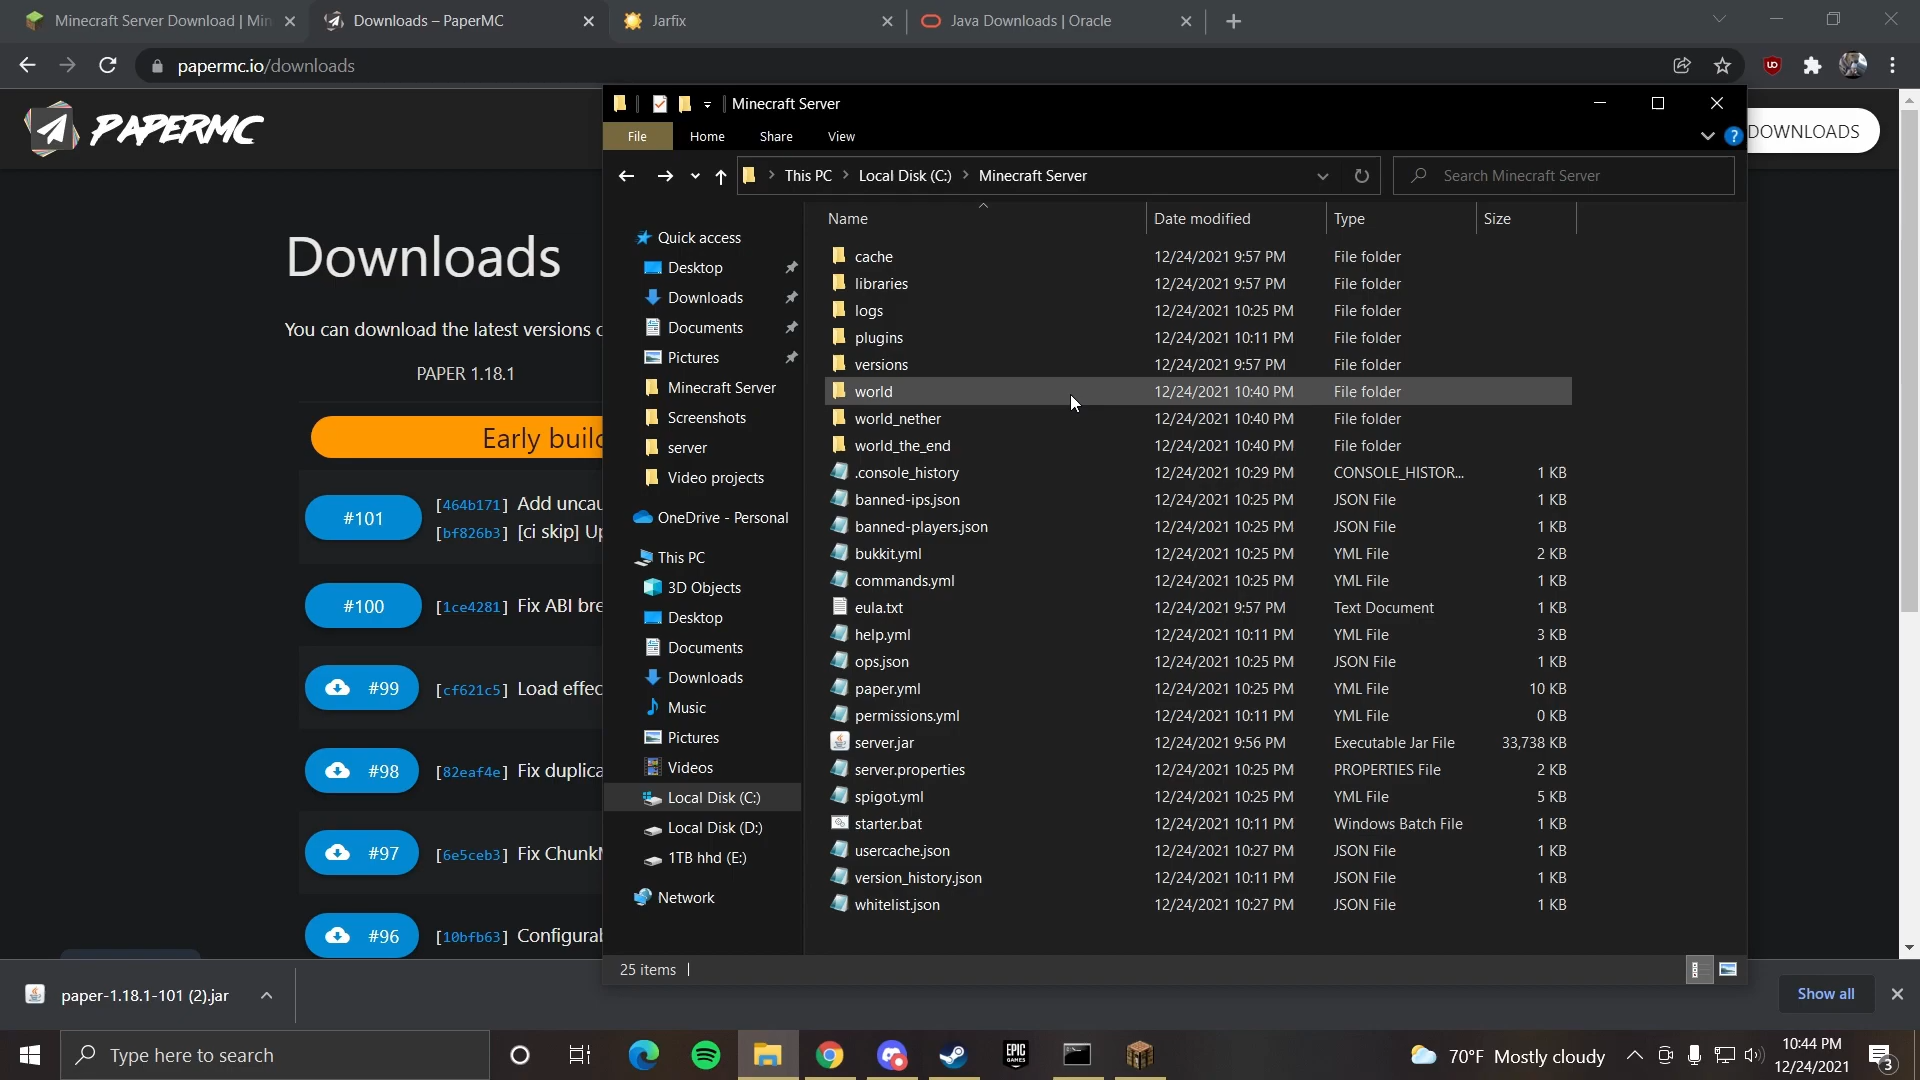 Minecraft Server Download | Min
Downloads – PaperMC
Jarfix
Java Downloads | Oracle
papermc.io/downloads
PAPERMC
DOWNLOADS
Downloads
You can download the latest versions o
PAPER 1.18.1
Early build
#101
[464b171] Add uncau
[bf826b3] [ci skip] Up
#100
[1ce4281] Fix ABI bre
#99
[cf621c5] Load effec
#98
[82eaf4e] Fix duplica
#97
[6e5ceb3] Fix ChunkM
#96
[10bfb63] Configurab
Minecraft Server
File Home Share View
This PC > Local Disk (C:) > Minecraft Server
Search Minecraft Server
Quick access
Desktop
Downloads
Documents
Pictures
Minecraft Server
Screenshots
server
Video projects
OneDrive - Personal
This PC
3D Objects
Desktop
Documents
Downloads
Music
Pictures
Videos
Local Disk (C:)
Local Disk (D:)
1TB hhd (E:)
Network
Name Date modified Type Size
cache 12/24/2021 9:57 PM File folder
libraries 12/24/2021 9:57 PM File folder
logs 12/24/2021 10:25 PM File folder
plugins 12/24/2021 10:11 PM File folder
versions 12/24/2021 9:57 PM File folder
world 12/24/2021 10:40 PM File folder
world_nether 12/24/2021 10:40 PM File folder
world_the_end 12/24/2021 10:40 PM File folder
.console_history 12/24/2021 10:29 PM CONSOLE_HISTOR... 1 KB
banned-ips.json 12/24/2021 10:25 PM JSON File 1 KB
banned-players.json 12/24/2021 10:25 PM JSON File 1 KB
bukkit.yml 12/24/2021 10:25 PM YML File 2 KB
commands.yml 12/24/2021 10:25 PM YML File 1 KB
eula.txt 12/24/2021 9:57 PM Text Document 1 KB
help.yml 12/24/2021 10:11 PM YML File 3 KB
ops.json 12/24/2021 10:25 PM JSON File 1 KB
paper.yml 12/24/2021 10:25 PM YML File 10 KB
permissions.yml 12/24/2021 10:11 PM YML File 0 KB
server.jar 12/24/2021 9:56 PM Executable Jar File 33,738 KB
server.properties 12/24/2021 10:25 PM PROPERTIES File 2 KB
spigot.yml 12/24/2021 10:25 PM YML File 5 KB
starter.bat 12/24/2021 10:11 PM Windows Batch File 1 KB
usercache.json 12/24/2021 10:27 PM JSON File 1 KB
version_history.json 12/24/2021 10:11 PM JSON File 1 KB
whitelist.json 12/24/2021 10:27 PM JSON File 1 KB
25 items
paper-1.18.1-101 (2).jar
Show all
Type here to search
EPIC
GAMES
70°F Mostly cloudy
10:44 PM
12/24/2021
3